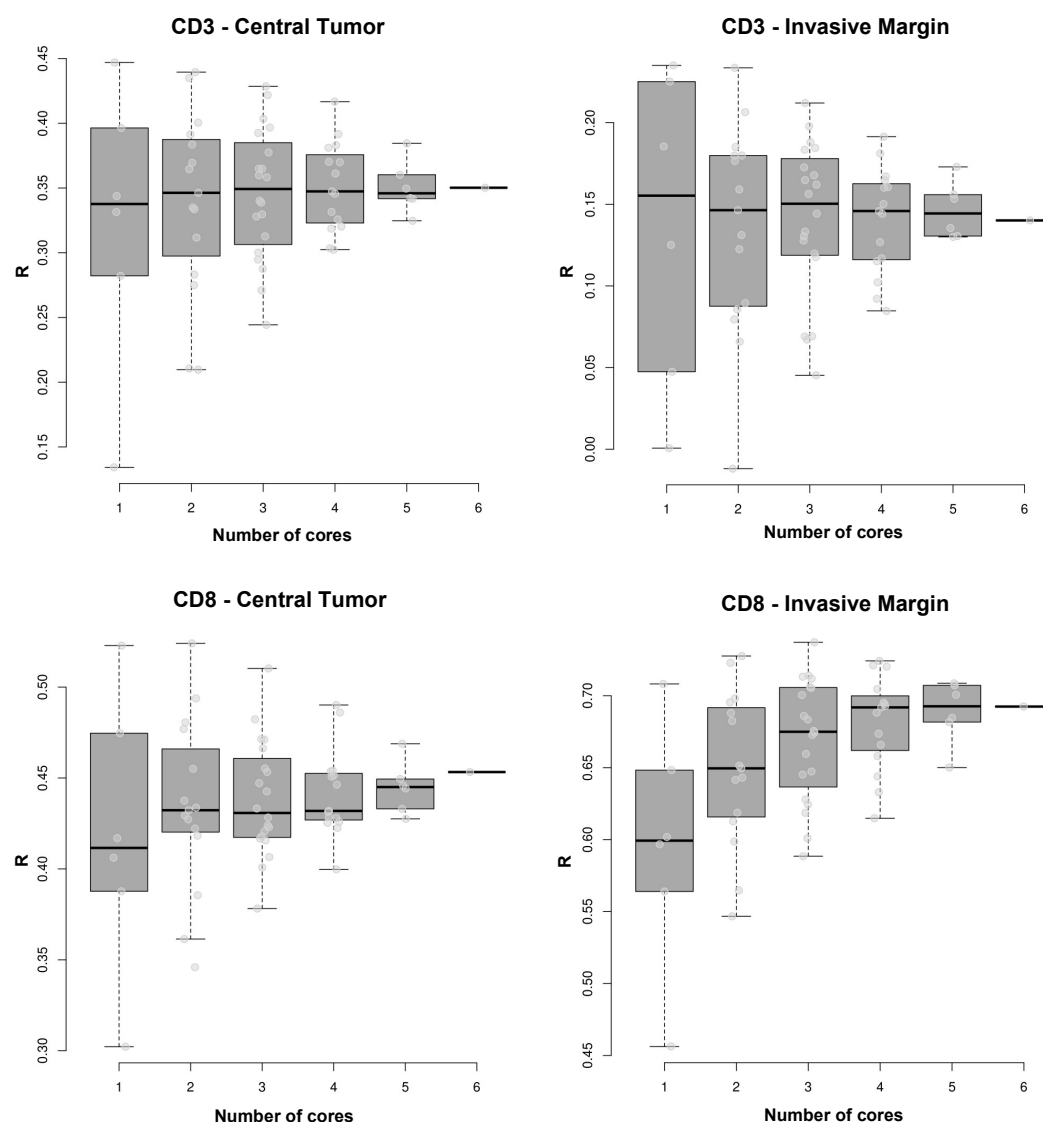 CD3 - Central Tumor
0.45
0.40
0.35
0.30
0.25
0.20
0.15
R
1 2 3 4 5 6
Number of cores
CD3 - Invasive Margin
0.20
0.15
0.10
0.05
0.00
R
1 2 3 4 5 6
Number of cores
CD8 - Central Tumor
0.50
0.45
0.40
0.35
0.30
R
1 2 3 4 5 6
Number of cores
CD8 - Invasive Margin
0.70
0.65
0.60
0.55
0.50
0.45
R
1 2 3 4 5 6
Number of cores